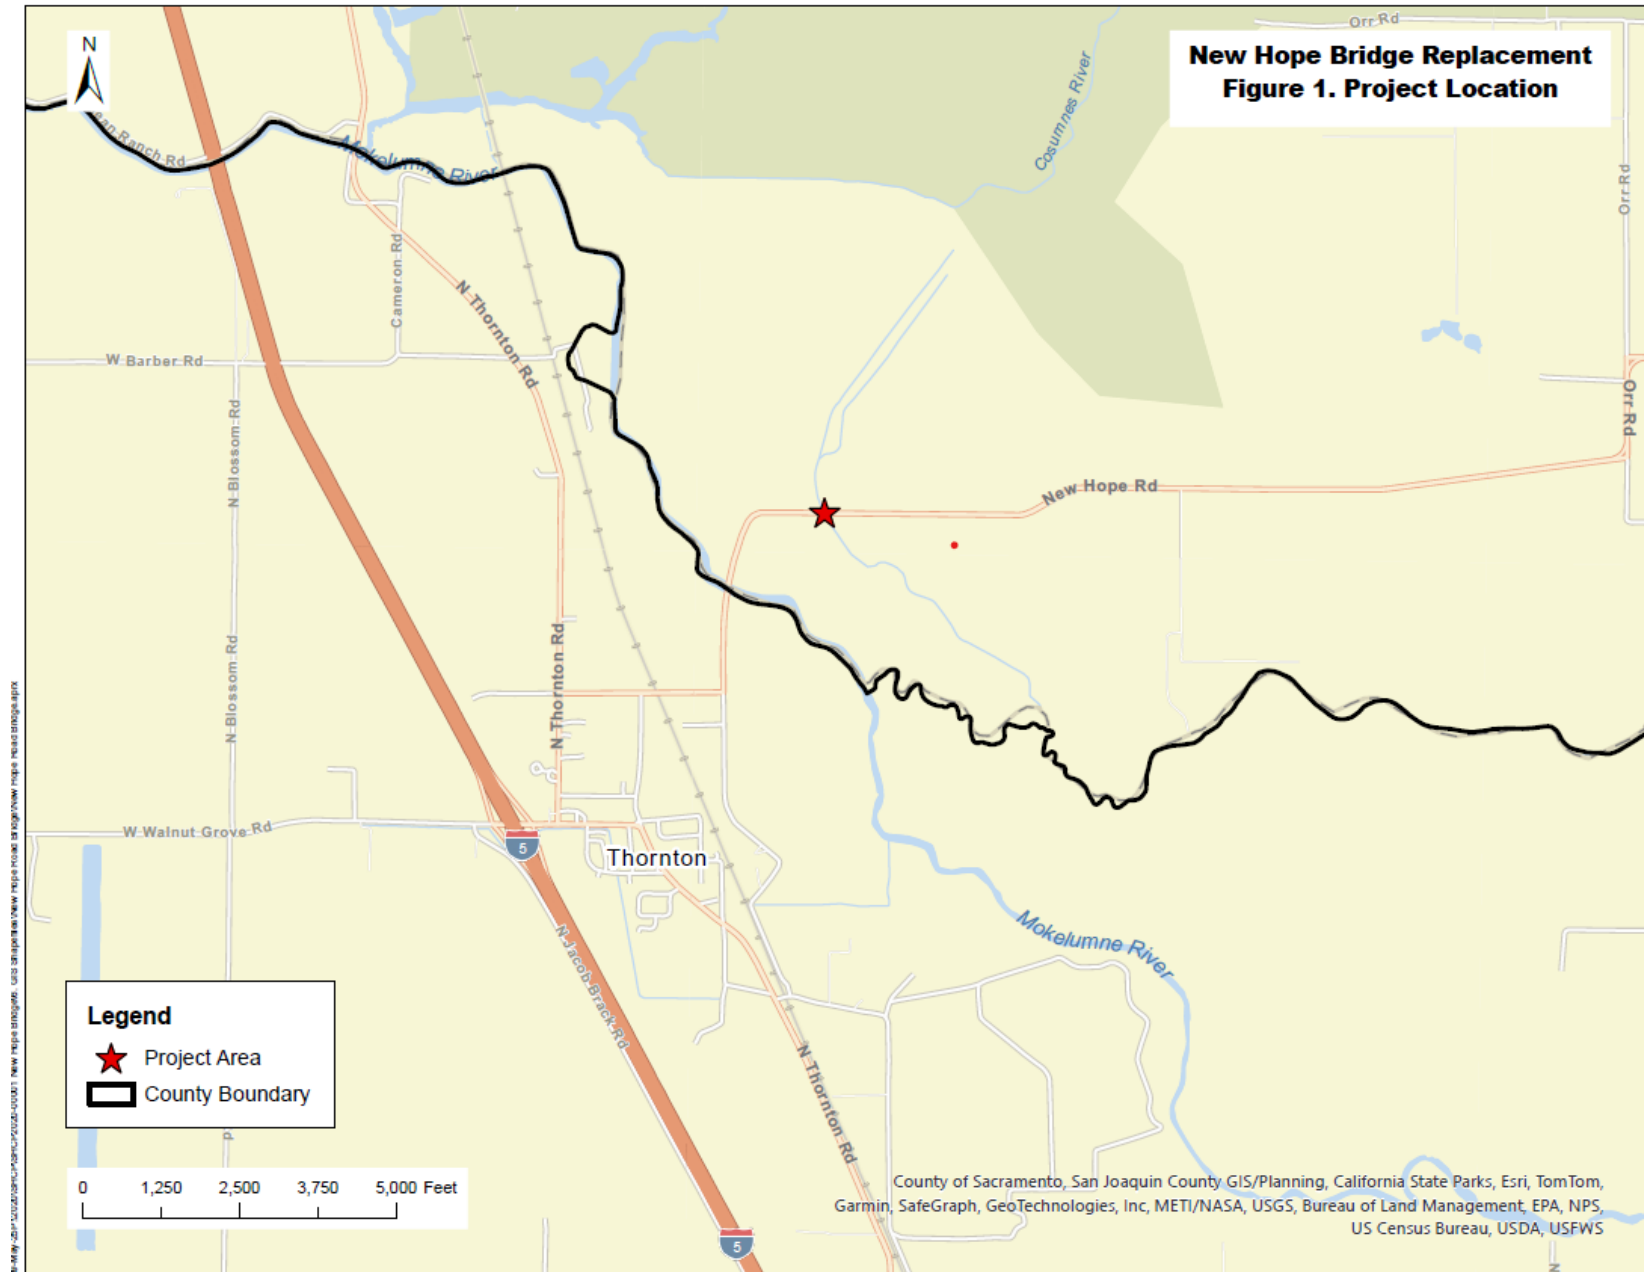 N
New Hope Bridge Replacement
Figure 1. Project Location
Orr Rd
Cosumnes River
ean Ranch Rd
Mokelumne River
Orr Rd
Cameron Rd
N Thornton Rd
W Barber Rd
N Blossom Rd
Orr Rd
New Hope Rd
N Thornton Rd
N Blossom Rd
W Walnut Grove Rd
5
Thornton
Mokelumne River
N Jacob Brack Rd
N Thornton Rd
Legend
Project Area
County Boundary
0 1,250 2,500 3,750 5,000 Feet
5
County of Sacramento, San Joaquin County GIS/Planning, California State Parks, Esri, TomTom,
Garmin, SafeGraph, GeoTechnologies, Inc, METI/NASA, USGS, Bureau of Land Management, EPA, NPS,
US Census Bureau, USDA, USFWS
N